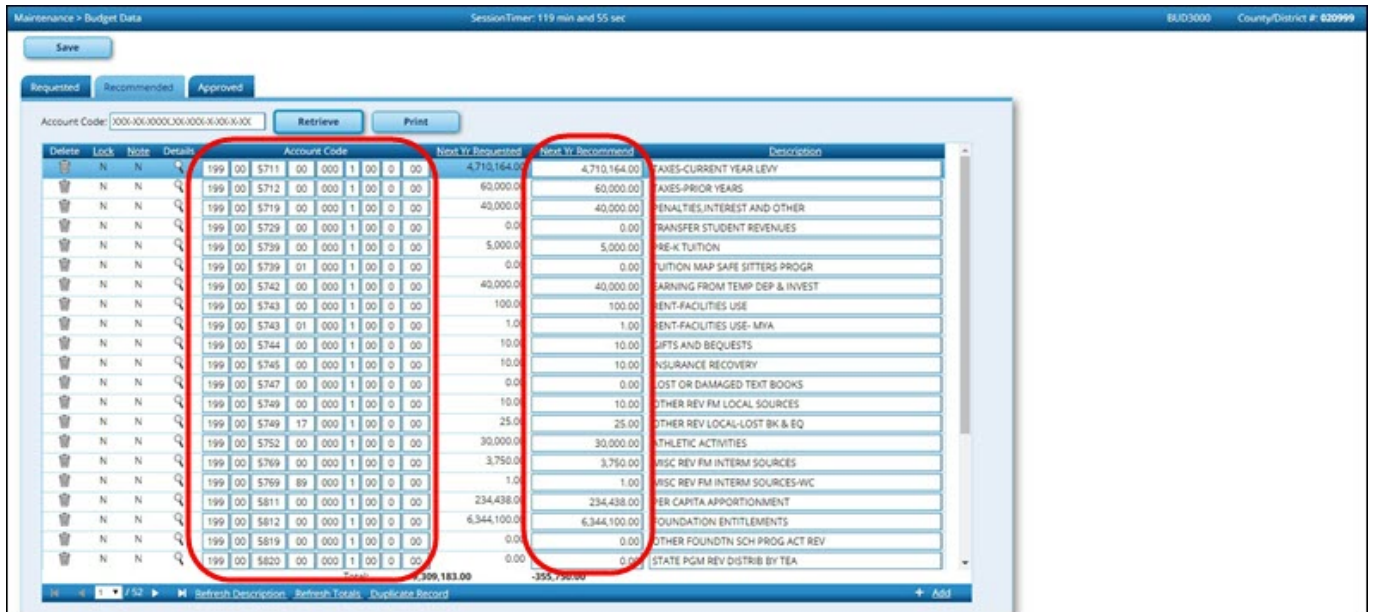 Maintenance > Budget Data SessionTimer: 119 min and 55 sec BUD3000 County/District #: 020999
Save
Requested Recommended Approved
Account Code: XXX-XX-XXXX.XX-XXX-X-XX-X-XX Retrieve Print
Delete Lock Note Details Account Code Next Yr Requested Next Yr Recommend Description
N N 199 00 5711 00 000 1 00 0 00 4,710,164.00 4,710,164.00 TAXES-CURRENT YEAR LEVY
N N 199 00 5712 00 000 1 00 0 00 60,000.00 60,000.00 TAXES-PRIOR YEARS
N N 199 00 5719 00 000 1 00 0 00 40,000.00 40,000.00 PENALTIES,INTEREST AND OTHER
N N 199 00 5729 00 000 1 00 0 00 0.00 0.00 TRANSFER STUDENT REVENUES
N N 199 00 5739 00 000 1 00 0 00 5,000.00 5,000.00 PRE-K TUITION
N N 199 00 5739 01 000 1 00 0 00 0.00 0.00 TUITION MAP SAFE SITTERS PROGR
N N 199 00 5742 00 000 1 00 0 00 40,000.00 40,000.00 EARNING FROM TEMP DEP & INVEST
N N 199 00 5743 00 000 1 00 0 00 100.00 100.00 RENT-FACILITIES USE
N N 199 00 5743 01 000 1 00 0 00 1.00 1.00 RENT-FACILITIES USE- MYA
N N 199 00 5744 00 000 1 00 0 00 10.00 10.00 GIFTS AND BEQUESTS
N N 199 00 5745 00 000 1 00 0 00 10.00 10.00 INSURANCE RECOVERY
N N 199 00 5747 00 000 1 00 0 00 0.00 0.00 LOST OR DAMAGED TEXT BOOKS
N N 199 00 5749 00 000 1 00 0 00 10.00 10.00 OTHER REV FM LOCAL SOURCES
N N 199 00 5749 17 000 1 00 0 00 25.00 25.00 OTHER REV LOCAL-LOST BK & EQ
N N 199 00 5752 00 000 1 00 0 00 30,000.00 30,000.00 ATHLETIC ACTIVITIES
N N 199 00 5769 00 000 1 00 0 00 3,750.00 3,750.00 MISC REV FM INTERM SOURCES
N N 199 00 5769 89 000 1 00 0 00 1.00 1.00 MISC REV FM INTERM SOURCES-WC
N N 199 00 5811 00 000 1 00 0 00 234,438.00 234,438.00 PER CAPITA APPORTIONMENT
N N 199 00 5812 00 000 1 00 0 00 6,344,100.00 6,344,100.00 FOUNDATION ENTITLEMENTS
N N 199 00 5819 00 000 1 00 0 00 0.00 0.00 OTHER FOUNDTN SCH PROG ACT REV
N N 199 00 5820 00 000 1 00 0 00 0.00 0.00 STATE PGM REV DISTRIB BY TEA
Total: ,309,183.00 -355,750.00
1 / 52 Refresh Description Refresh Totals Duplicate Record + Add